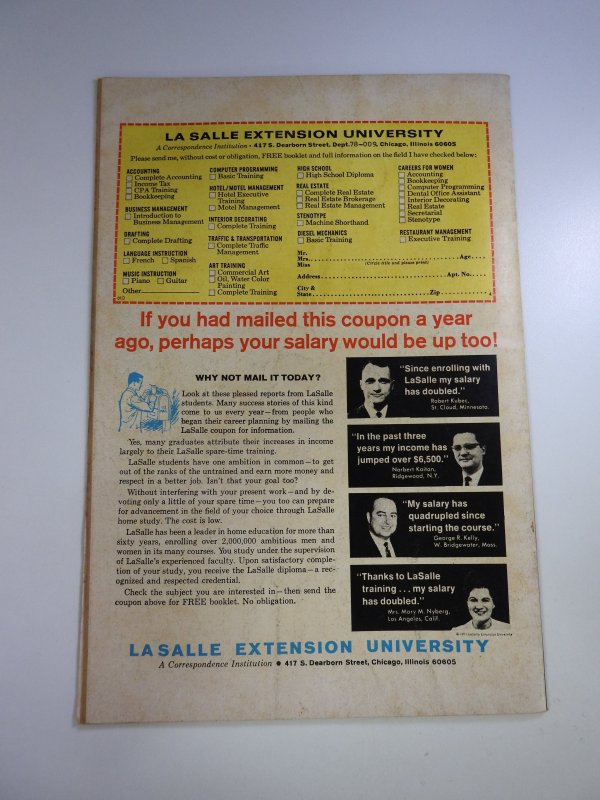 LA SALLE EXTENSION UNIVERSITY
A Correspondence Institution • 417 S. Dearborn Street, Dept. 78-009, Chicago, Illinois 60605
Please send me, without cost or obligation, FREE booklet and full information on the field I have checked below:
ACCOUNTING
Complete Accounting
Income Tax
CPA Training
Bookkeeping
BUSINESS MANAGEMENT
Introduction to
Business Management
DRAFTING
Complete Drafting
LANGUAGE INSTRUCTION
French Spanish
MUSIC INSTRUCTION
Piano Guitar
Other
COMPUTER PROGRAMMING
Basic Training
HOTEL/MOTEL MANAGEMENT
Hotel Executive
Training
Motel Management
INTERIOR DECORATING
Complete Training
TRAFFIC & TRANSPORTATION
Complete Traffic
Management
ART TRAINING
Commercial Art
Oil, Water Color
Painting
Complete Training
HIGH SCHOOL
High School Diploma
REAL ESTATE
Complete Real Estate
Real Estate Brokerage
Real Estate Management
STENOTYPE
Machine Shorthand
DIESEL MECHANICS
Basic Training
CAREERS FOR WOMEN
Accounting
Bookkeeping
Computer Programming
Dental Office Assistant
Interior Decorating
Real Estate
Secretarial
Stenotype
RESTAURANT MANAGEMENT
Executive Training
Mr.
Mrs. Age
Miss (Circle title and please print)
Address Apt. No.
City &
State Zip
If you had mailed this coupon a year
ago, perhaps your salary would be up too!
WHY NOT MAIL IT TODAY?
Look at these pleased reports from LaSalle
students. Many success stories of this kind
come to us every year—from people who
began their career planning by mailing the
LaSalle coupon for information.
Yes, many graduates attribute their increases in income
largely to their LaSalle spare-time training.
LaSalle students have one ambition in common—to get
out of the ranks of the untrained and earn more money and
respect in a better job. Isn't that your goal too?
Without interfering with your present work—and by de-
voting only a little of your spare time—you too can prepare
for advancement in the field of your choice through LaSalle
home study. The cost is low.
LaSalle has been a leader in home education for more than
sixty years, enrolling over 2,000,000 ambitious men and
women in its many courses. You study under the supervision
of LaSalle's experienced faculty. Upon satisfactory comple-
tion of your study, you receive the LaSalle diploma—a rec-
ognized and respected credential.
Check the subject you are interested in—then send the
coupon above for FREE booklet. No obligation.
"Since enrolling with
LaSalle my salary
has doubled."
Robert Kubec,
St. Cloud, Minnesota.
"In the past three
years my income has
jumped over $6,500."
Norbert Kaitan,
Ridgewood, N.Y.
"My salary has
quadrupled since
starting the course."
George R. Kelly,
W. Bridgewater, Mass.
"Thanks to LaSalle
training . . . my salary
has doubled."
Mrs. Mary M. Nyberg,
Los Angeles, Calif.
LA SALLE EXTENSION UNIVERSITY
A Correspondence Institution • 417 S. Dearborn Street, Chicago, Illinois 60605